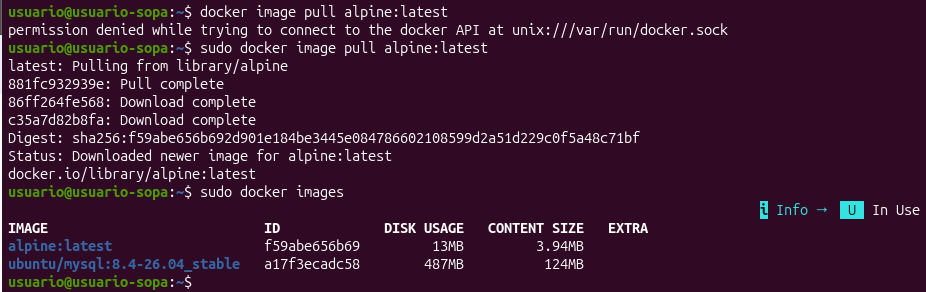 usuario@usuario-sopa:~$ docker image pull alpine:latest
permission denied while trying to connect to the docker API at unix:///var/run/docker.sock
usuario@usuario-sopa:~$ sudo docker image pull alpine:latest
latest: Pulling from library/alpine
881fc932939e: Pull complete
86ff264fe568: Download complete
c35a7d82b8fa: Download complete
Digest: sha256:f59abe656b692d901e184be3445e084786602108599d2a51d229c0f5a48c71bf
Status: Downloaded newer image for alpine:latest
docker.io/library/alpine:latest
usuario@usuario-sopa:~$ sudo docker images
i Info → U In Use
IMAGE ID DISK USAGE CONTENT SIZE EXTRA
alpine:latest f59abe656b69 13MB 3.94MB
ubuntu/mysql:8.4-26.04_stable a17f3ecadc58 487MB 124MB
usuario@usuario-sopa:~$